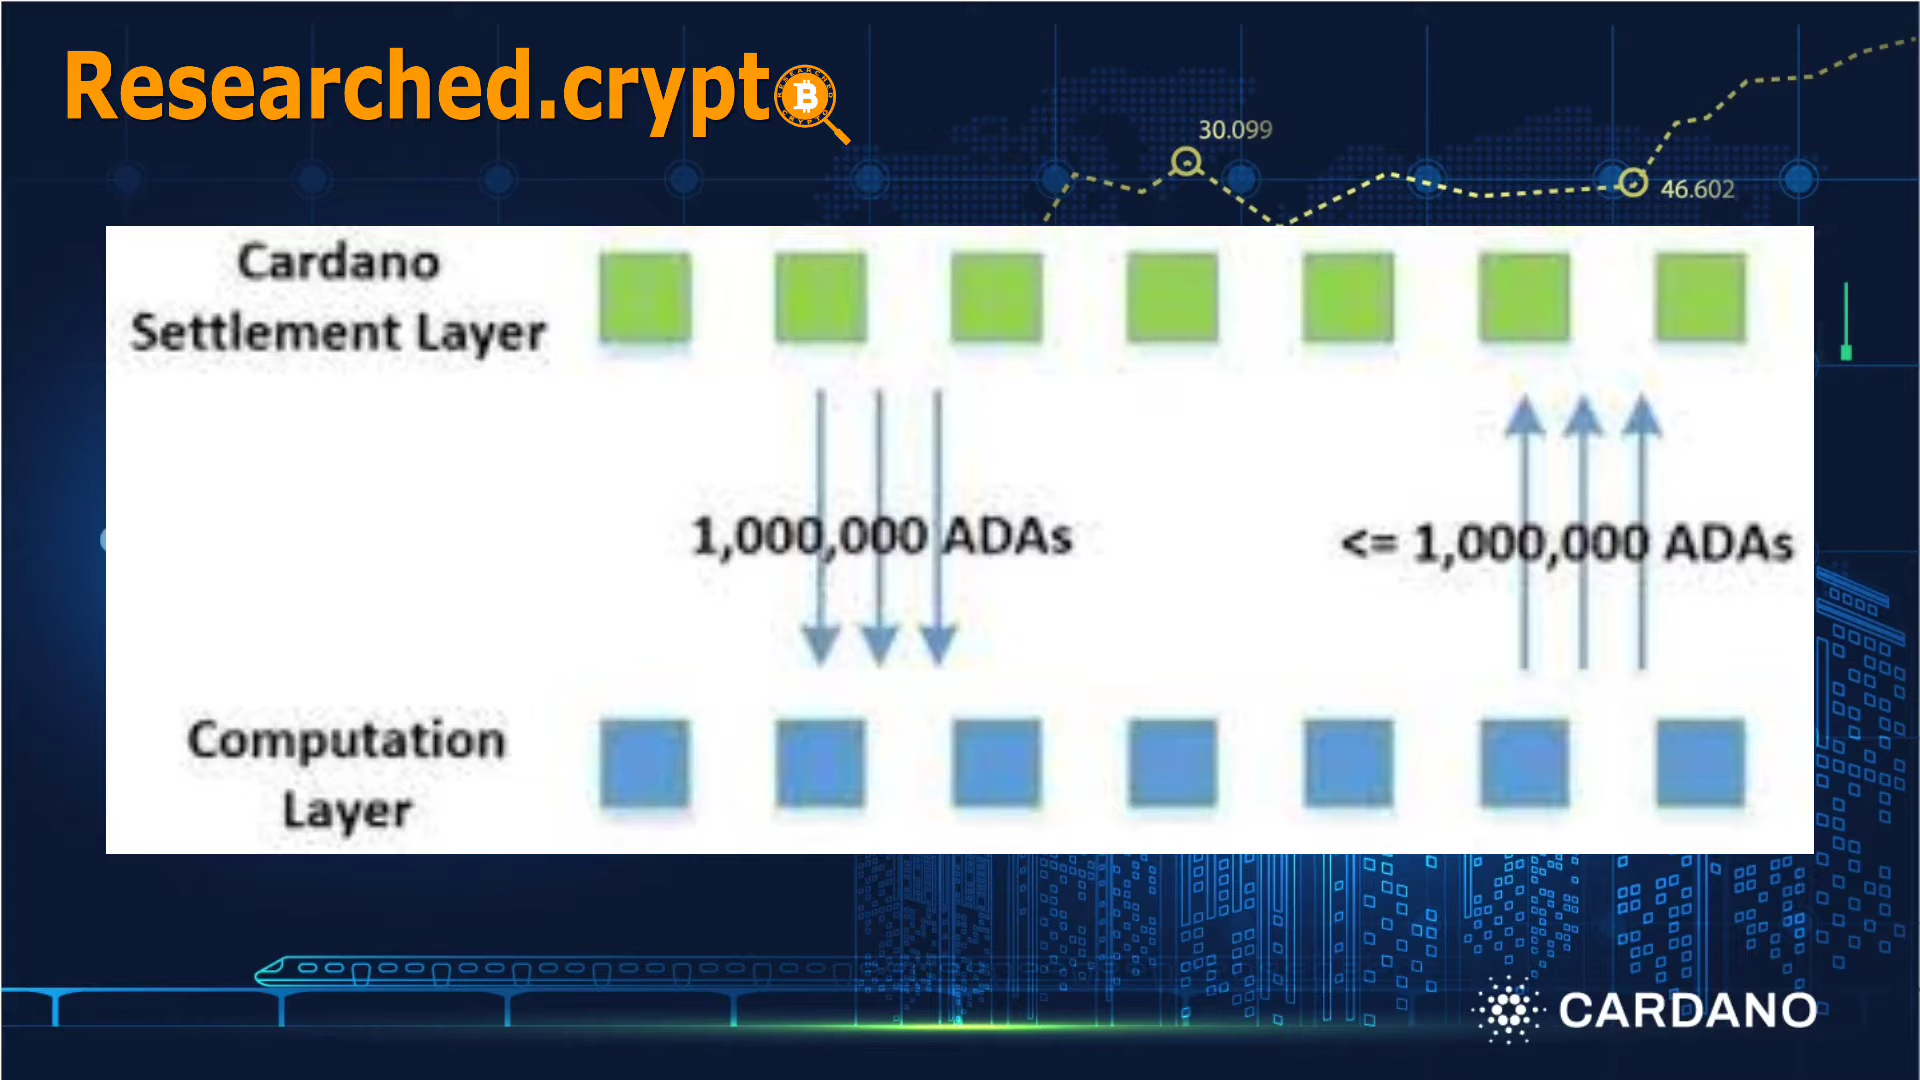 Researched.crypto
30.099
46.602
Cardano
Settlement Layer
1,000,000 ADAs
<= 1,000,000 ADAs
Computation
Layer
CARDANO